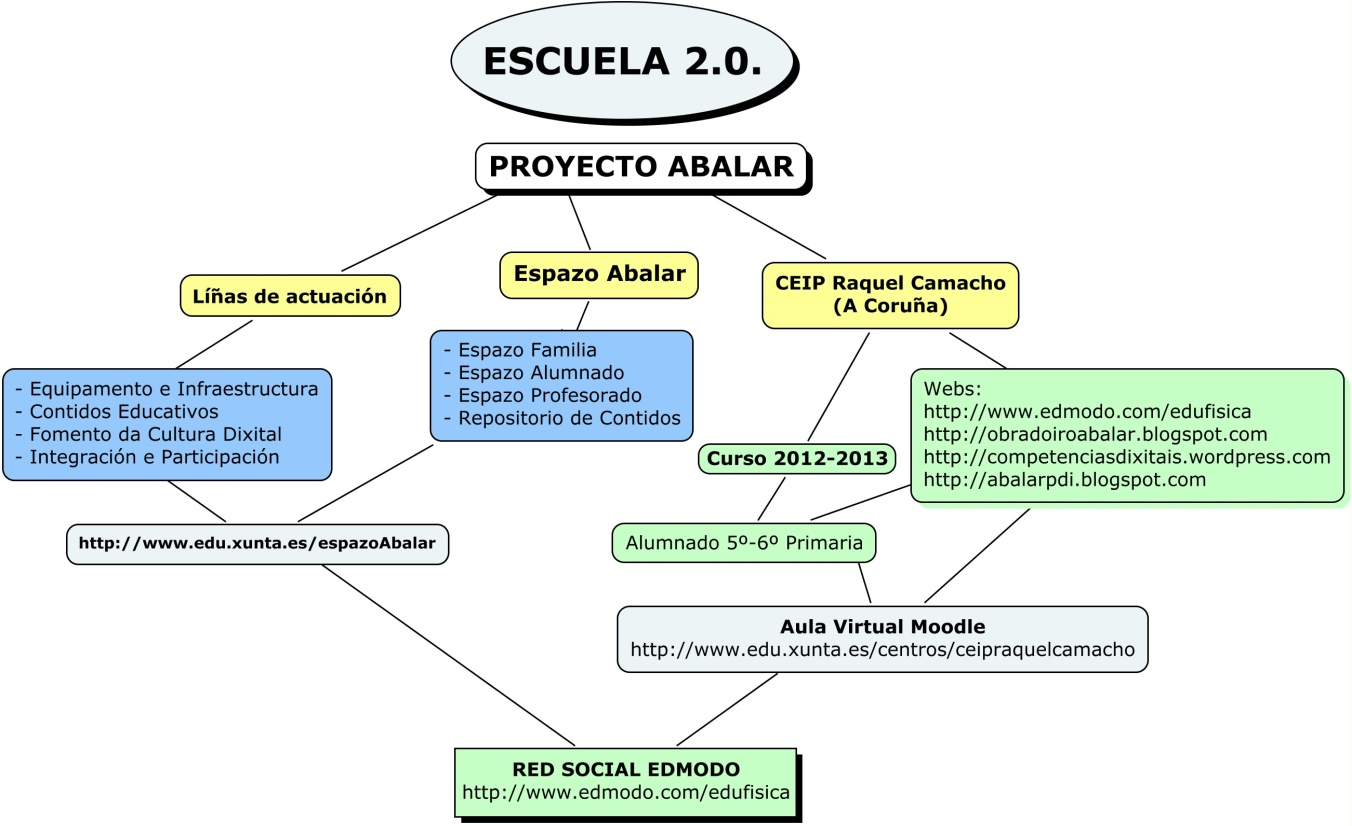 ESCUELA 2.0.
PROYECTO ABALAR
Líñas de actuación
Espazo Abalar
CEIP Raquel Camacho
(A Coruña)
- Equipamento e Infraestructura
- Contidos Educativos
- Fomento da Cultura Dixital
- Integración e Participación
- Espazo Familia
- Espazo Alumnado
- Espazo Profesorado
- Repositorio de Contidos
Webs:
http://www.edmodo.com/edufisica
http://obradoiroabalar.blogspot.com
http://competenciasdixitais.wordpress.com
http://abalarpdi.blogspot.com
Curso 2012-2013
http://www.edu.xunta.es/espazoAbalar
Alumnado 5º-6º Primaria
Aula Virtual Moodle
http://www.edu.xunta.es/centros/ceipraquelcamacho
RED SOCIAL EDMODO
http://www.edmodo.com/edufisica